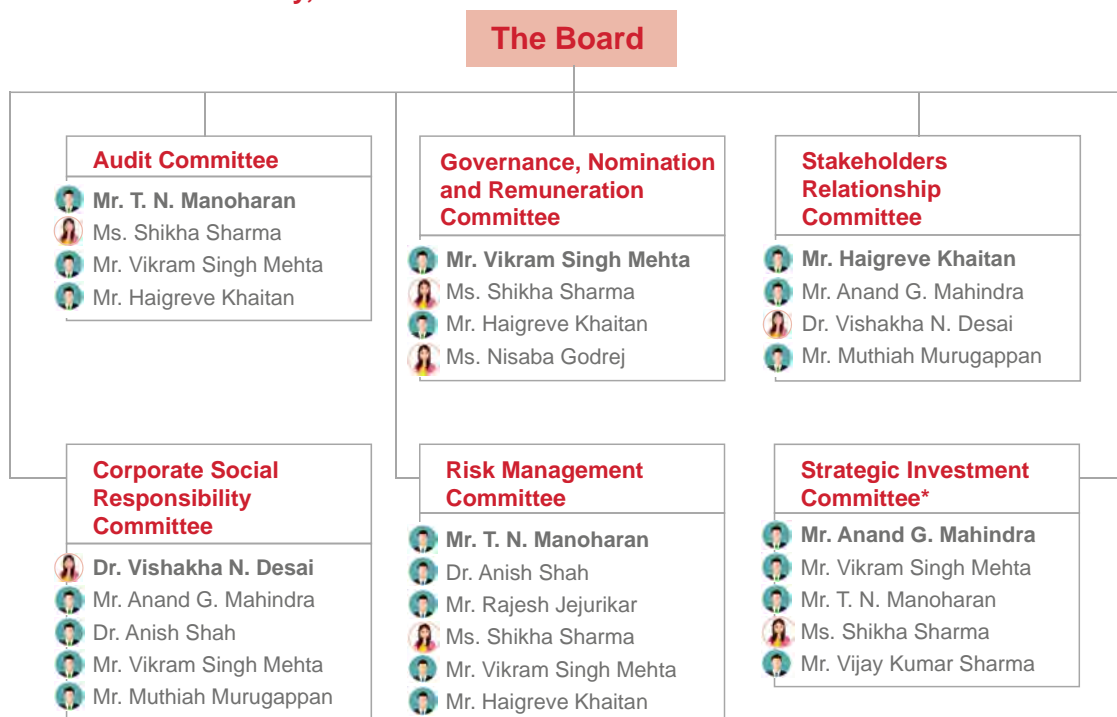 The Board
Audit Committee
Mr. T. N. Manoharan
Ms. Shikha Sharma
Mr. Vikram Singh Mehta
Mr. Haigreve Khaitan
Governance, Nomination
and Remuneration
Committee
Mr. Vikram Singh Mehta
Ms. Shikha Sharma
Mr. Haigreve Khaitan
Ms. Nisaba Godrej
Stakeholders
Relationship
Committee
Mr. Haigreve Khaitan
Mr. Anand G. Mahindra
Dr. Vishakha N. Desai
Mr. Muthiah Murugappan
Corporate Social
Responsibility
Committee
Dr. Vishakha N. Desai
Mr. Anand G. Mahindra
Dr. Anish Shah
Mr. Vikram Singh Mehta
Mr. Muthiah Murugappan
Risk Management
Committee
Mr. T. N. Manoharan
Dr. Anish Shah
Mr. Rajesh Jejurikar
Ms. Shikha Sharma
Mr. Vikram Singh Mehta
Mr. Haigreve Khaitan
Strategic Investment
Committee*
Mr. Anand G. Mahindra
Mr. Vikram Singh Mehta
Mr. T. N. Manoharan
Ms. Shikha Sharma
Mr. Vijay Kumar Sharma